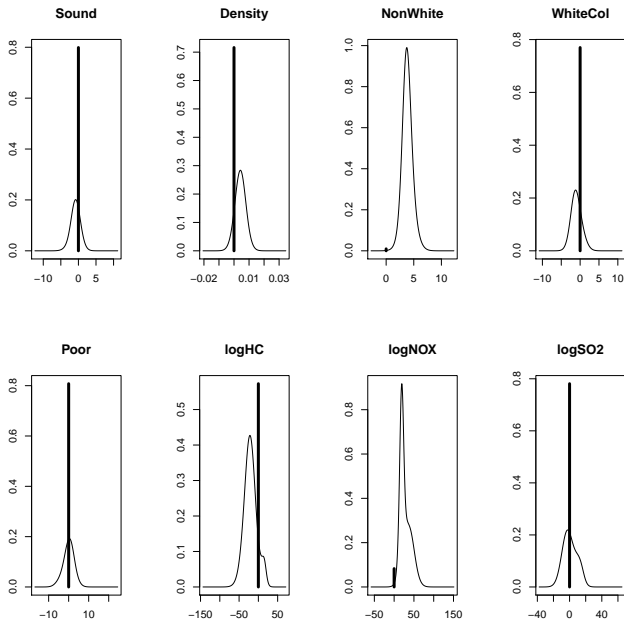 Sound
0.0 0.2 0.4 0.6 0.8
−10 0 5
Density
0.0 0.1 0.2 0.3 0.4 0.5 0.6 0.7
−0.02 0.01 0.03
NonWhite
0.0 0.2 0.4 0.6 0.8 1.0
0 5 10
WhiteCol
0.0 0.2 0.4 0.6 0.8
−10 0 5 10
Poor
0.0 0.2 0.4 0.6 0.8
−10 0 10
logHC
0.0 0.1 0.2 0.3 0.4 0.5
−150 −50 50
logNOX
0.0 0.2 0.4 0.6 0.8
−50 50 150
logSO2
0.0 0.2 0.4 0.6 0.8
−40 0 40